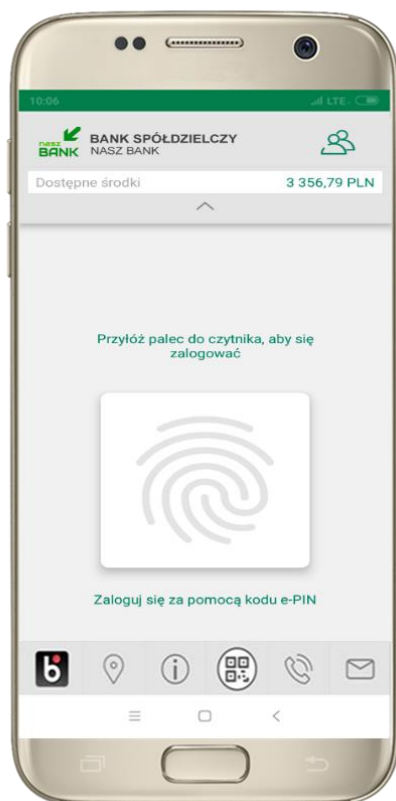 10:06 LTE
nasz BANK
BANK SPÓŁDZIELCZY
NASZ BANK
Dostępne środki 3 356,79 PLN
Przyłóż palec do czytnika, aby się
zalogować
Zaloguj się za pomocą kodu e-PIN
b